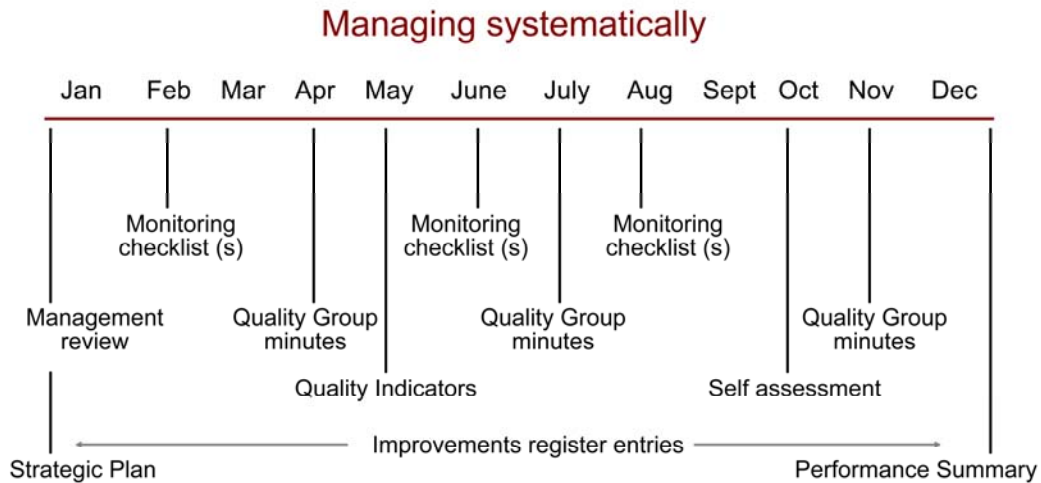 Managing systematically
Jan Feb Mar Apr May June July Aug Sept Oct Nov Dec
Monitoring
checklist (s)
Monitoring
checklist (s)
Monitoring
checklist (s)
Management
review
Quality Group
minutes
Quality Group
minutes
Quality Group
minutes
Quality Indicators
Self assessment
Improvements register entries
Strategic Plan
Performance Summary